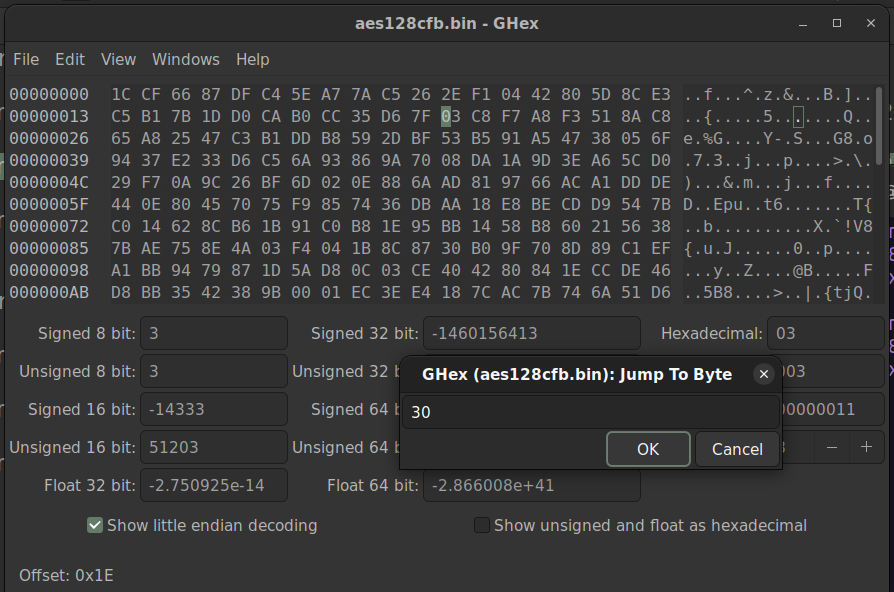 aes128cfb.bin - GHex
File Edit View Windows Help
00000000 1C CF 66 87 DF C4 5E A7 7A C5 26 2E F1 04 42 80 5D 8C E3 ..f...^.z.&...B.]..
00000013 C5 B1 7B 1D D0 CA B0 CC 35 D6 7F 03 C8 F7 A8 F3 51 8A C8 ..{.....5.......Q..
00000026 65 A8 25 47 C3 B1 DD B8 59 2D BF 53 B5 91 A5 47 38 05 6F e.%G....Y-.S...G8.o
00000039 94 37 E2 33 D6 C5 6A 93 86 9A 70 08 DA 1A 9D 3E A6 5C D0 .7.3..j...p....>.\.
0000004C 29 F7 0A 9C 26 BF 6D 02 0E 88 6A AD 81 97 66 AC A1 DD DE )...&.m...j...f....
0000005F 44 0E 80 45 70 75 F9 85 74 36 DB AA 18 E8 BE CD D9 54 7B D..Epu..t6.......T{
00000072 C0 14 62 8C B6 1B 91 C0 B8 1E 95 BB 14 58 B8 60 21 56 38 ..b..........X.`!V8
00000085 7B AE 75 8E 4A 03 F4 04 1B 8C 87 30 B0 9F 70 8D 89 C1 EF {.u.J......0..p....
00000098 A1 BB 94 79 87 1D 5A D8 0C 03 CE 40 42 80 84 1E CC DE 46 ...y..Z....@B.....F
000000AB D8 BB 35 42 38 9B 00 01 EC 3E E4 18 7C AC 7B 74 6A 51 D6 ..5B8....>..|.{tjQ.
Signed 8 bit: 3 Signed 32 bit: -1460156413 Hexadecimal: 03
Unsigned 8 bit: 3 Unsigned 32 003
GHex (aes128cfb.bin): Jump To Byte
30
OK Cancel
Signed 16 bit: -14333 Signed 64 00000011
Unsigned 16 bit: 51203 Unsigned 64
Float 32 bit: -2.750925e-14 Float 64 bit: -2.866008e+41
Show little endian decoding Show unsigned and float as hexadecimal
Offset: 0x1E